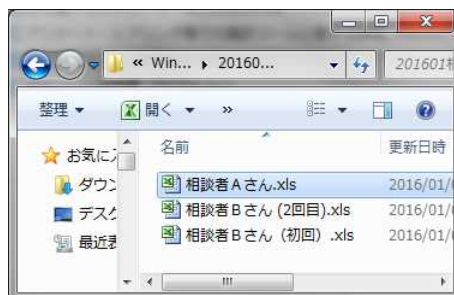 « Win... ▸ 20160...
201601
整理 ▼ 開く ▼ »
お気に
ダウン
デスク
最近表
名前 更新日時
相談者Aさん.xls 2016/01/
相談者Bさん (2回目).xls 2016/01/
相談者Bさん（初回）.xls 2016/01/